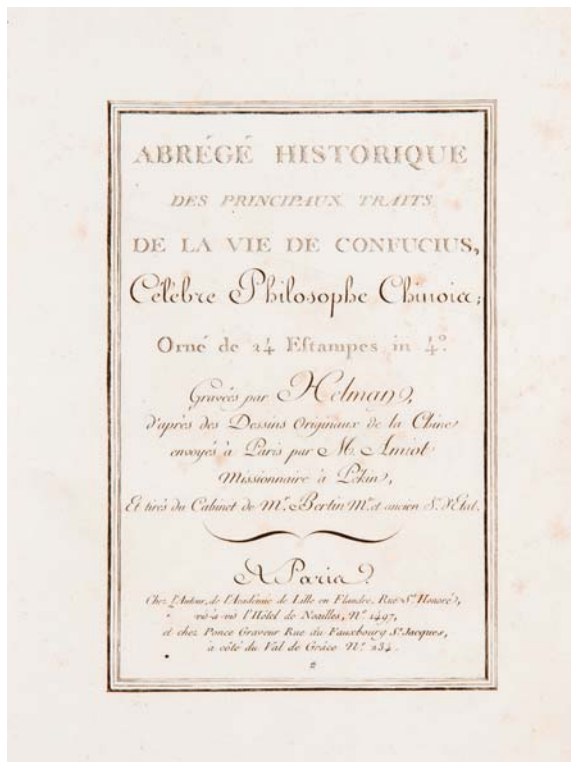 ABRÉGÉ HISTORIQUE
DES PRINCIPAUX TRAITS
DE LA VIE DE CONFUCIUS,
Célèbre Philosophe Chinois;
Orné de 24 Eſtampes in 4°.
Gravées par Helman,
d'après des Dessins Originaux de la Chine
envoyés à Paris par M. Amiot
Missionnaire à Pékin,
Et tirés du Cabinet de Mr. Bertin Mtre. et ancien St. d'Etat.
A Paris
Chez l'Auteur, de l'Académie de Lille en Flandre, Rue St. Honoré,
vis-à-vis l'Hôtel de Noailles, No. 1497,
et chez Ponce Graveur Rue du Fauxbourg St. Jacques,
à côté du Val de Grâce No. 234.